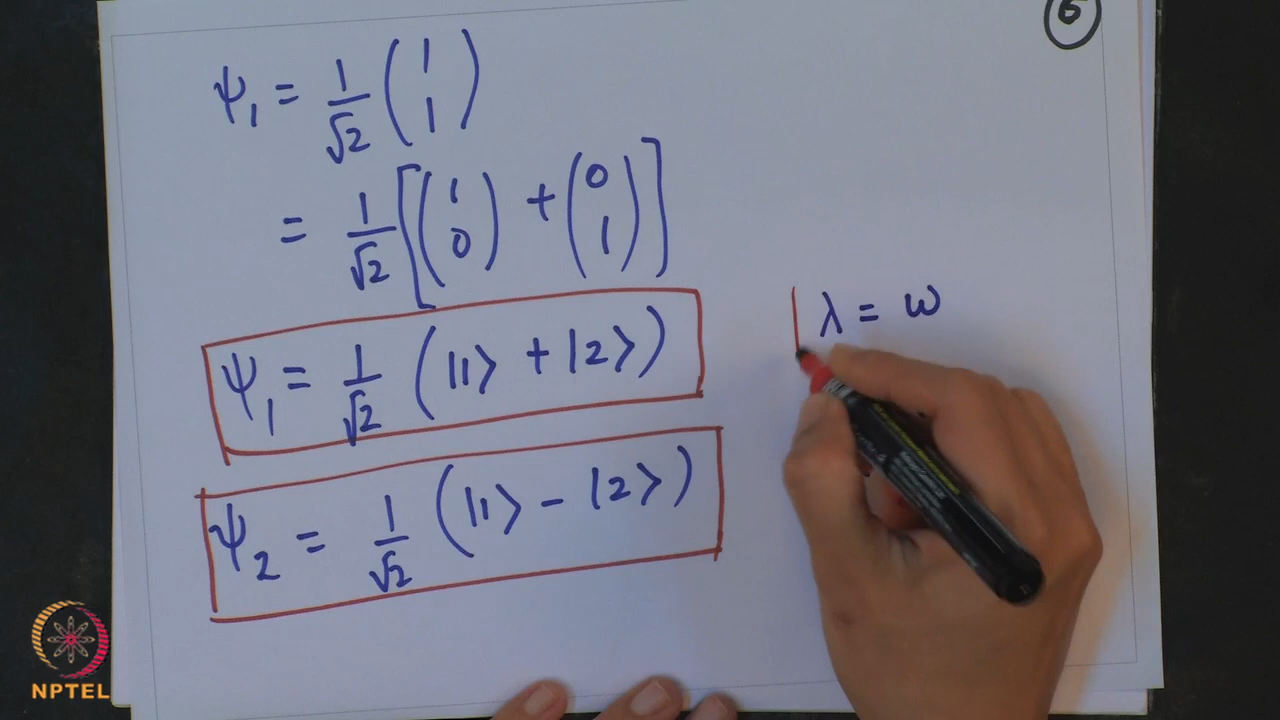 6
ψ₁ = 1/√2 (1 1)
= 1/√2 [(1 0) + (0 1)]
ψ₁ = 1/√2 (|1⟩ + |2⟩)
λ = ω
ψ₂ = 1/√2 (|1⟩ − |2⟩)
NPTEL